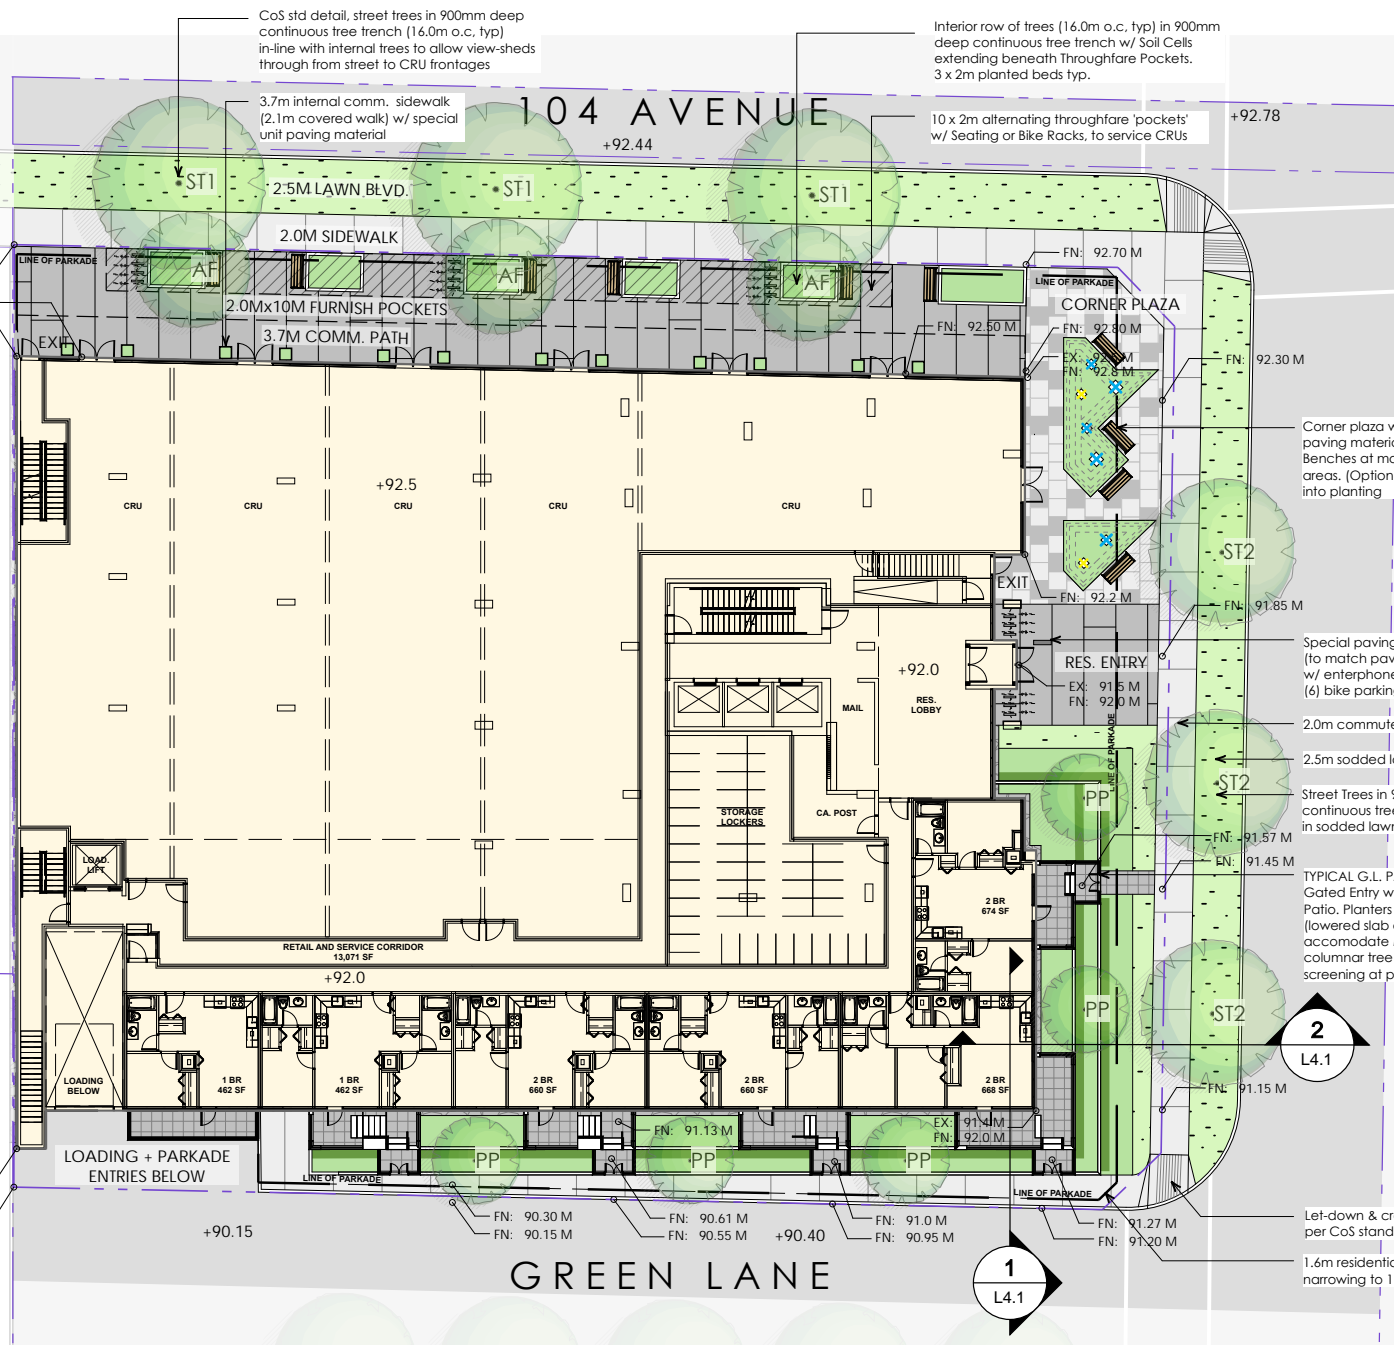 CoS std detail, street trees in 900mm deep
continuous tree trench (16.0m o.c, typ)
in-line with internal trees to allow view-sheds
through from street to CRU frontages
Interior row of trees (16.0m o.c, typ) in 900mm
deep continuous tree trench w/ Soil Cells
extending beneath Throughfare Pockets.
3 x 2m planted beds typ.
3.7m internal comm. sidewalk
(2.1m covered walk) w/ special
unit paving material
104 AVENUE
10 x 2m alternating throughfare 'pockets'
w/ Seating or Bike Racks, to service CRUs
+92.78
+92.44
ST1
ST1
ST1
2.5M LAWN BLVD.
2.0M SIDEWALK
LINE OF PARKADE
AF
AF
AF
FN: 92.70 M
LINE OF PARKADE
CORNER PLAZA
2.0Mx10M FURNISH POCKETS
3.7M COMM. PATH
EXIT
FN: 92.50 M
FN: 92.80 M
EX: 92.5 M
FN: 92.8 M
FN: 92.30 M
Corner plaza w
paving materia
Benches at mo
areas. (Option
into planting
+92.5
CRU
CRU
CRU
CRU
CRU
ST2
EXIT
FN: 92.2 M
FN: 91.85 M
Special paving
(to match pav
w/ enterphone
(6) bike parkin
RES. ENTRY
+92.0
EX: 91.5 M
FN: 92.0 M
MAIL
RES.
LOBBY
2.0m commute
LINE OF PARKADE
2.5m sodded la
ST2
PP
Street Trees in 9
continuous tree
in sodded lawn
STORAGE
LOCKERS
CA. POST
FN: 91.57 M
FN: 91.45 M
LOAD.
LIFT
TYPICAL G.L. P
Gated Entry w
Patio. Planters
(lowered slab
accomodate
columnar tree
screening at p
2 BR
674 SF
RETAIL AND SERVICE CORRIDOR
13,071 SF
+92.0
PP
ST2
2
L4.1
LOADING
BELOW
1 BR
462 SF
1 BR
462 SF
2 BR
660 SF
2 BR
660 SF
2 BR
668 SF
FN: 91.15 M
FN: 91.13 M
EX: 91.4 M
FN: 92.0 M
LOADING + PARKADE
ENTRIES BELOW
PP
PP
PP
LINE OF PARKADE
LINE OF PARKADE
+90.15
FN: 90.30 M
FN: 90.15 M
FN: 90.61 M
FN: 90.55 M
+90.40
FN: 91.0 M
FN: 90.95 M
FN: 91.27 M
FN: 91.20 M
Let-down & cr
per CoS stand
1.6m residentia
narrowing to 1
GREEN LANE
1
L4.1